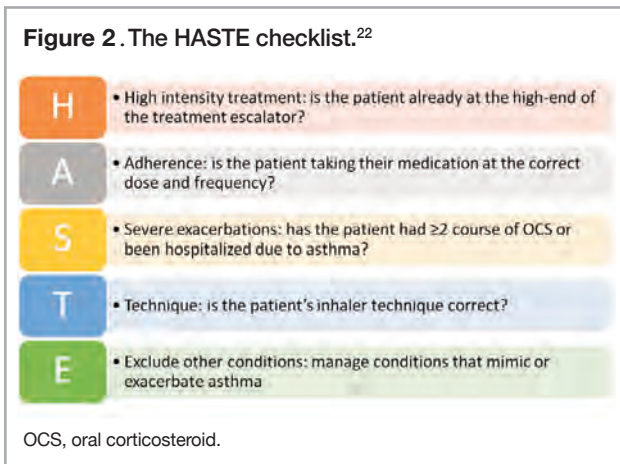 Figure 2. The HASTE checklist.22
H
• High intensity treatment: is the patient already at the high-end of
the treatment escalator?
A
• Adherence: is the patient taking their medication at the correct
dose and frequency?
S
• Severe exacerbations: has the patient had ≥2 course of OCS or
been hospitalized due to asthma?
T
• Technique: is the patient's inhaler technique correct?
E
• Exclude other conditions: manage conditions that mimic or
exacerbate asthma
OCS, oral corticosteroid.